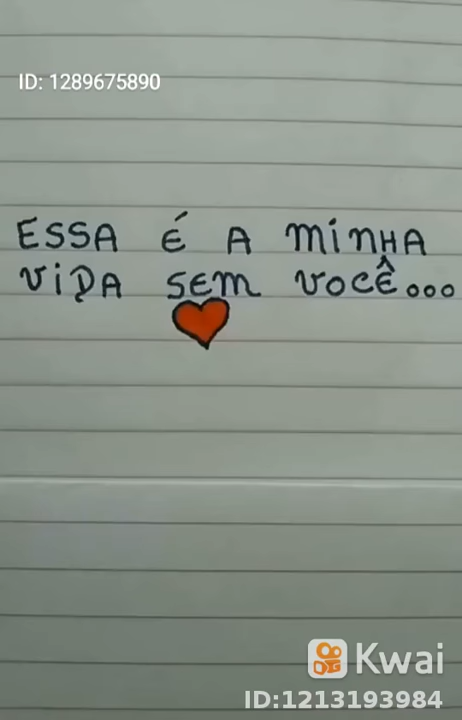 ID: 1289675890
ESSA É A MINHA
VIDA SEM VOCÊ...
Kwai
ID:1213193984